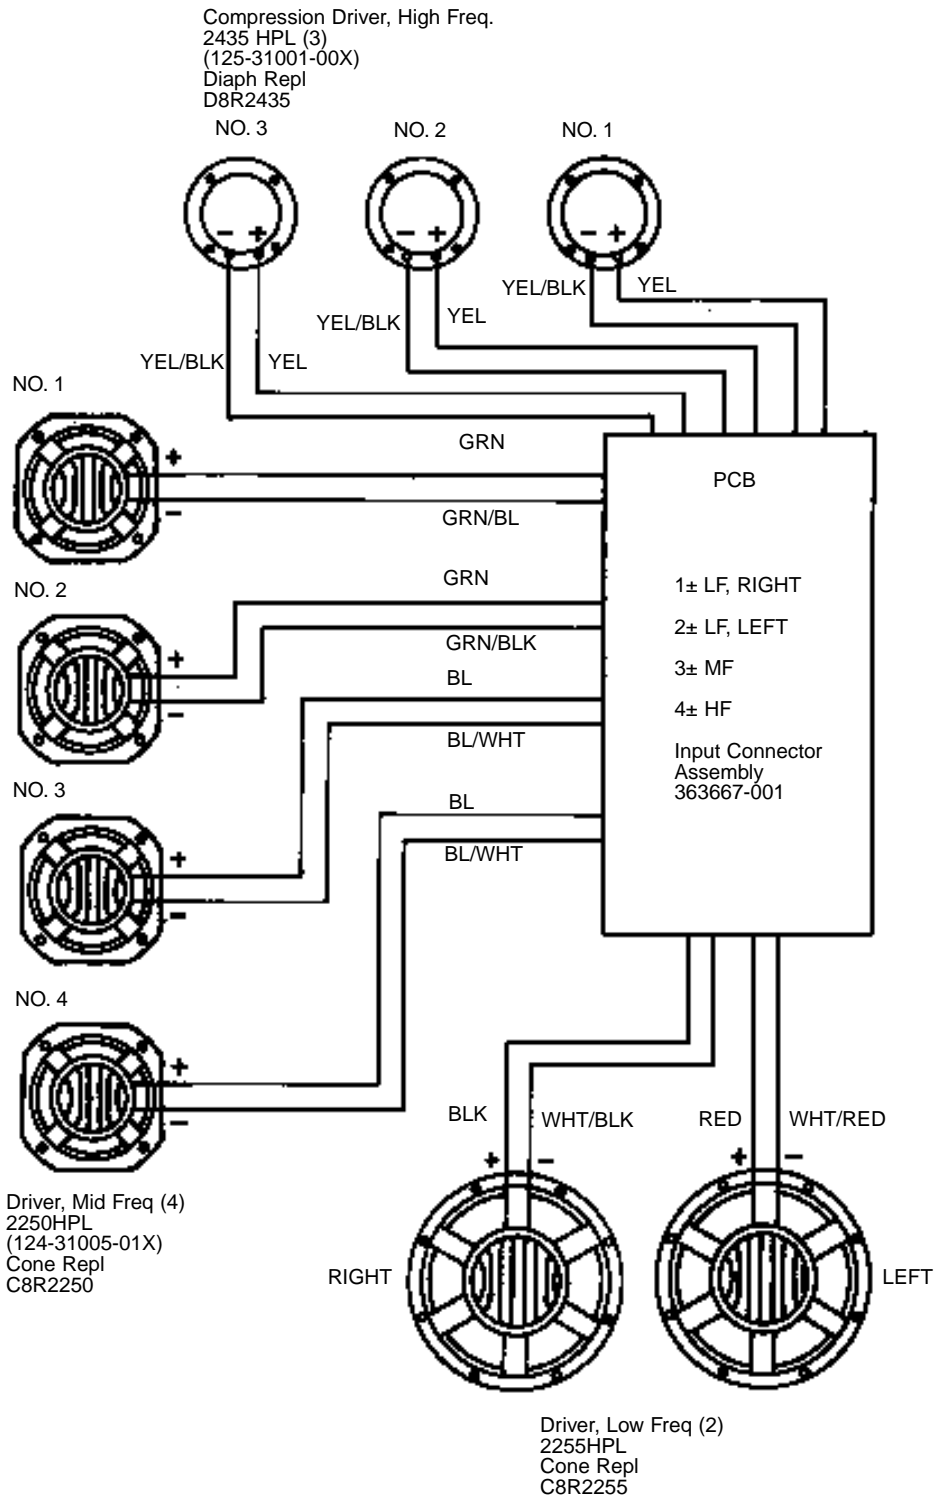 Compression Driver, High Freq.
2435 HPL (3)
(125-31001-00X)
Diaph Repl
D8R2435
NO. 3
NO. 2
NO. 1
− +
− +
− +
YEL/BLK
YEL
YEL/BLK
YEL
YEL/BLK
YEL
NO. 1
+
GRN
−
GRN/BL
PCB
NO. 2
GRN
+
GRN/BLK
−
BL
BL/WHT
1± LF, RIGHT
2± LF, LEFT
3± MF
4± HF
Input Connector
Assembly
363667-001
NO. 3
BL
+
BL/WHT
−
NO. 4
+
−
Driver, Mid Freq (4)
2250HPL
(124-31005-01X)
Cone Repl
C8R2250
BLK
WHT/BLK
RED
WHT/RED
+ −
+ −
RIGHT
LEFT
Driver, Low Freq (2)
2255HPL
Cone Repl
C8R2255